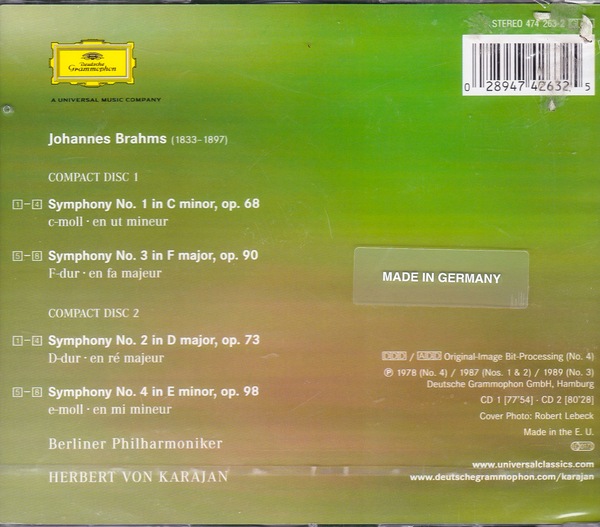 Deutsche
Grammophon
A UNIVERSAL MUSIC COMPANY
STEREO 474 263-2
0 28947 42632 5
Johannes Brahms (1833–1897)
COMPACT DISC 1
1–4 Symphony No. 1 in C minor, op. 68
c-moll · en ut mineur
5–8 Symphony No. 3 in F major, op. 90
F-dur · en fa majeur
MADE IN GERMANY
COMPACT DISC 2
1–4 Symphony No. 2 in D major, op. 73
D-dur · en ré majeur
5–8 Symphony No. 4 in E minor, op. 98
e-moll · en mi mineur
Berliner Philharmoniker
HERBERT VON KARAJAN
DDD / ADD Original-Image Bit-Processing (No. 4)
℗ 1978 (No. 4) / 1987 (Nos. 1 & 2) / 1989 (No. 3)
Deutsche Grammophon GmbH, Hamburg
CD 1 [77'54] · CD 2 [80'28]
Cover Photo: Robert Lebeck
Made in the E. U.
www.universalclassics.com
www.deutschegrammophon.com/karajan